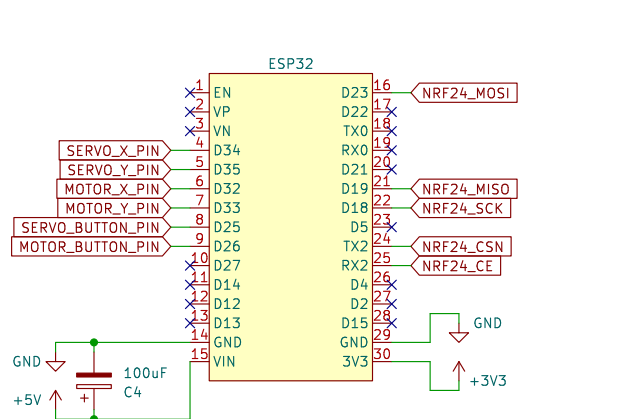 ESP32
1 EN D23 16 NRF24_MOSI
2 VP D22 17
3 VN TX0 18
SERVO_X_PIN 4 D34 RX0 19
SERVO_Y_PIN 5 D35 D21 20
MOTOR_X_PIN 6 D32 D19 21 NRF24_MISO
MOTOR_Y_PIN 7 D33 D18 22 NRF24_SCK
SERVO_BUTTON_PIN 8 D25 D5 23
MOTOR_BUTTON_PIN 9 D26 TX2 24 NRF24_CSN
10 D27 RX2 25 NRF24_CE
11 D14 D4 26
12 D12 D2 27
13 D13 D15 28 GND
14 GND GND 29
GND 15 VIN 3V3 30
100uF +3V3
+5V + C4